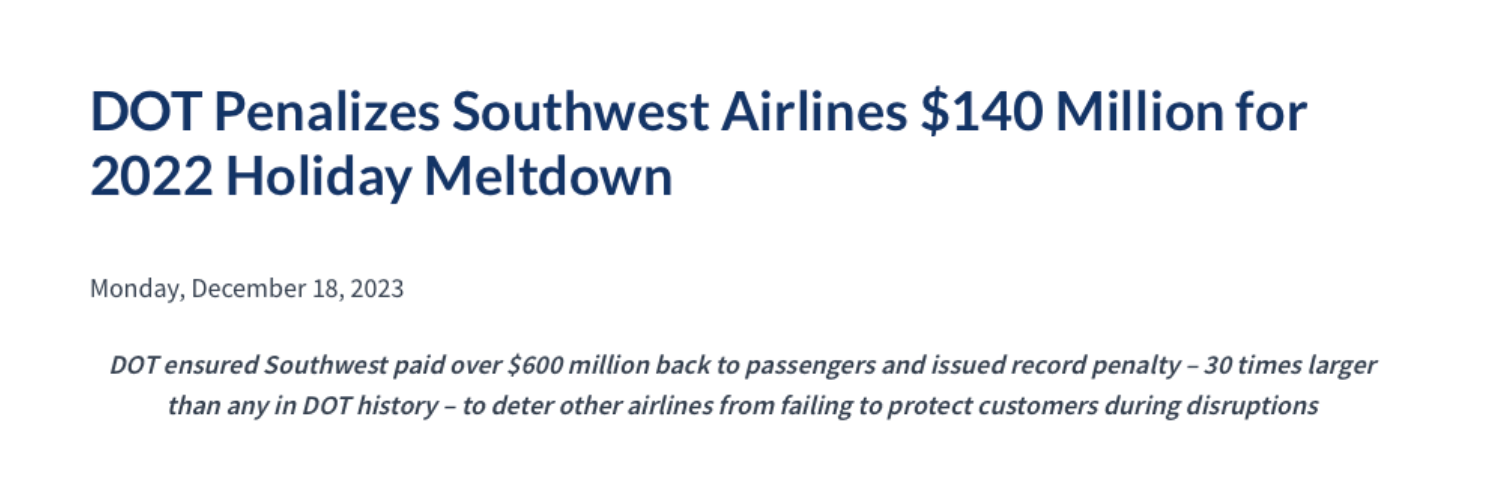 DOT Penalizes Southwest Airlines $140 Million for
2022 Holiday Meltdown
Monday, December 18, 2023
DOT ensured Southwest paid over $600 million back to passengers and issued record penalty – 30 times larger
than any in DOT history – to deter other airlines from failing to protect customers during disruptions